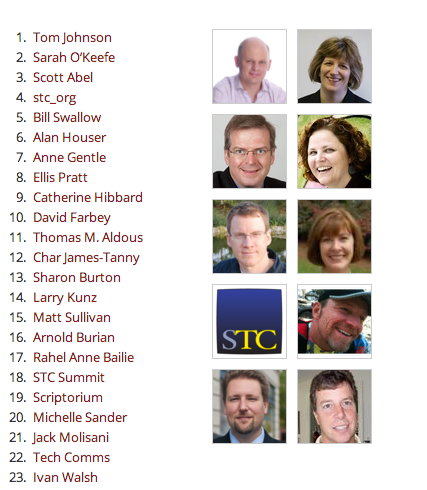 1. Tom Johnson
2. Sarah O’Keefe
3. Scott Abel
4. stc_org
5. Bill Swallow
6. Alan Houser
7. Anne Gentle
8. Ellis Pratt
9. Catherine Hibbard
10. David Farbey
11. Thomas M. Aldous
12. Char James-Tanny
13. Sharon Burton
14. Larry Kunz
15. Matt Sullivan
16. Arnold Burian
17. Rahel Anne Bailie
18. STC Summit
19. Scriptorium
20. Michelle Sander
21. Jack Molisani
22. Tech Comms
23. Ivan Walsh
STC